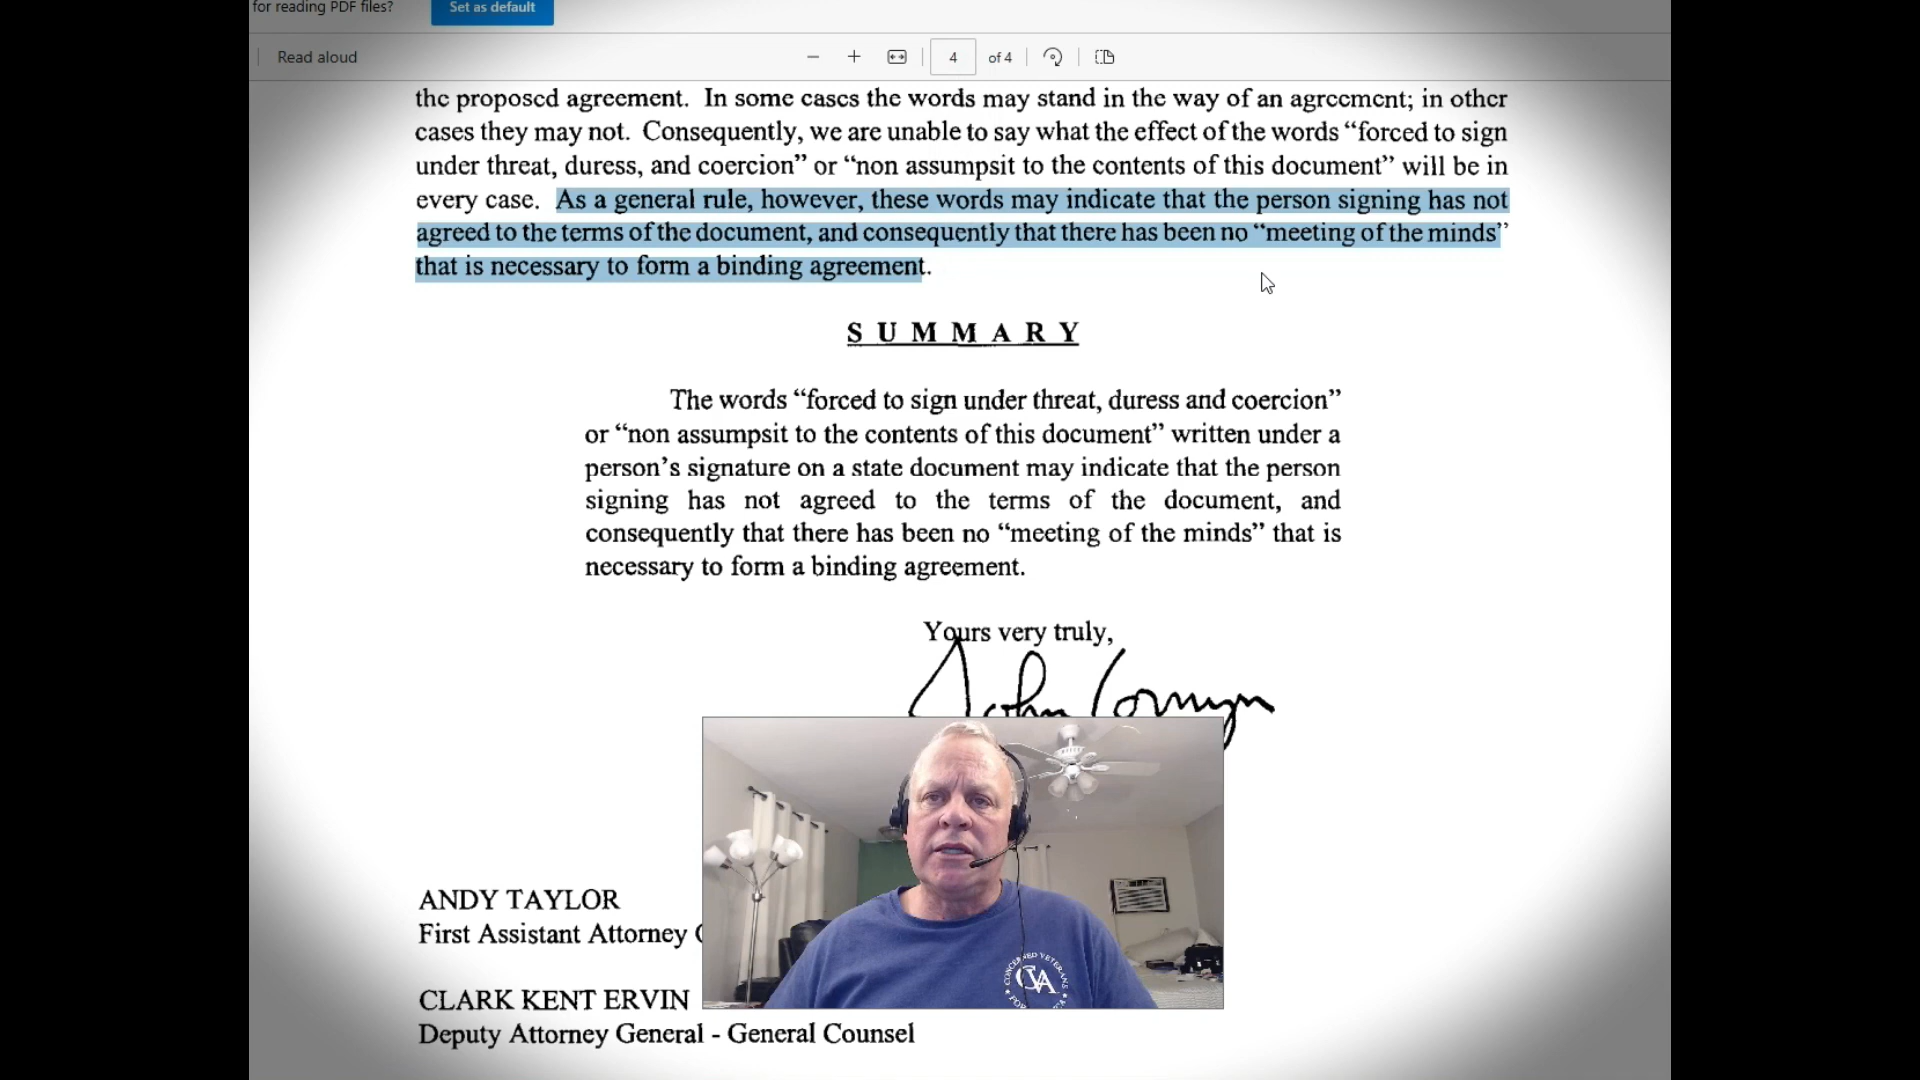 for reading PDF files?
Set as default
Read aloud
4
of 4
the proposed agreement. In some cases the words may stand in the way of an agreement; in other
cases they may not. Consequently, we are unable to say what the effect of the words “forced to sign
under threat, duress, and coercion” or “non assumpsit to the contents of this document” will be in
every case. As a general rule, however, these words may indicate that the person signing has not
agreed to the terms of the document, and consequently that there has been no “meeting of the minds”
that is necessary to form a binding agreement.
SUMMARY
The words “forced to sign under threat, duress and coercion”
or “non assumpsit to the contents of this document” written under a
person’s signature on a state document may indicate that the person
signing has not agreed to the terms of the document, and
consequently that there has been no “meeting of the minds” that is
necessary to form a binding agreement.
Yours very truly,
John Cornyn
CONCERNED VETERANS
CVA
ANDY TAYLOR
First Assistant Attorney
CLARK KENT ERVIN
Deputy Attorney General - General Counsel